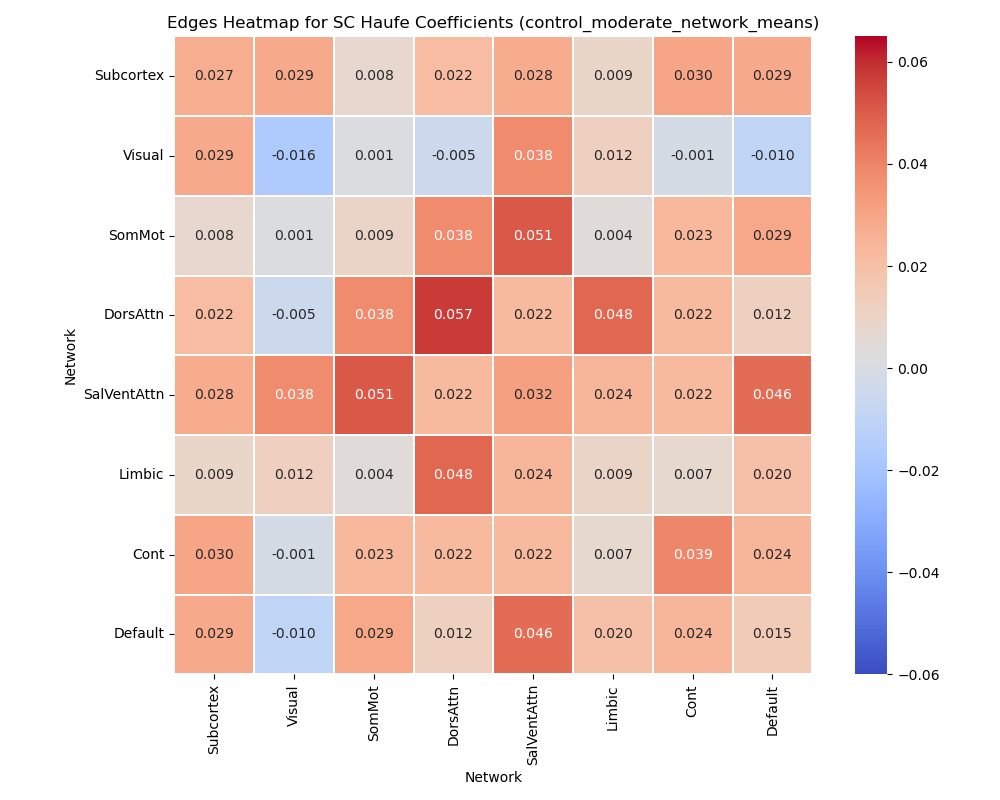 Edges Heatmap for SC Haufe Coefficients (control_moderate_network_means)
Subcortex 0.027 0.029 0.008 0.022 0.028 0.009 0.030 0.029
Visual 0.029 -0.016 0.001 -0.005 0.038 0.012 -0.001 -0.010
SomMot 0.008 0.001 0.009 0.038 0.051 0.004 0.023 0.029
DorsAttn 0.022 -0.005 0.038 0.057 0.022 0.048 0.022 0.012
SalVentAttn 0.028 0.038 0.051 0.022 0.032 0.024 0.022 0.046
Limbic 0.009 0.012 0.004 0.048 0.024 0.009 0.007 0.020
Cont 0.030 -0.001 0.023 0.022 0.022 0.007 0.039 0.024
Default 0.029 -0.010 0.029 0.012 0.046 0.020 0.024 0.015
Network
Subcortex Visual SomMot DorsAttn SalVentAttn Limbic Cont Default
Network
0.06
0.04
0.02
0.00
−0.02
−0.04
−0.06